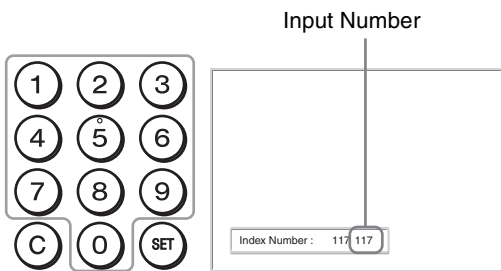 Input Number
1 2 3
4 5 6
7 8 9
C 0 SET
Index Number : 117 117